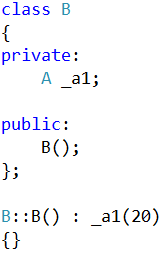 class B
{
private:
    A _a1;

public:
    B();
};

B::B() : _a1(20)
{}